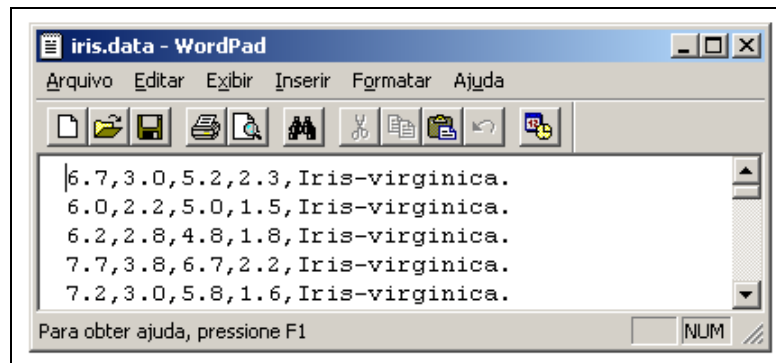 iris.data - WordPad
Arquivo Editar Exibir Inserir Formatar Ajuda
6.7,3.0,5.2,2.3,Iris-virginica.
6.0,2.2,5.0,1.5,Iris-virginica.
6.2,2.8,4.8,1.8,Iris-virginica.
7.7,3.8,6.7,2.2,Iris-virginica.
7.2,3.0,5.8,1.6,Iris-virginica.
Para obter ajuda, pressione F1 NUM